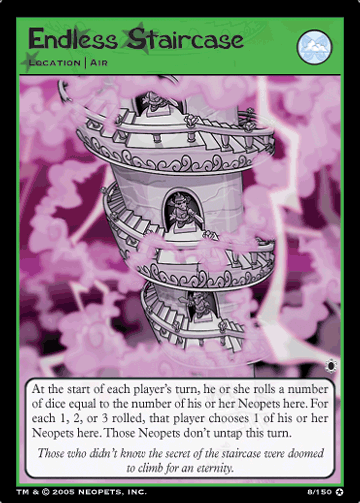 Endless Staircase
Location | Air
At the start of each player's turn, he or she rolls a number
of dice equal to the number of his or her Neopets here. For
each 1, 2, or 3 rolled, that player chooses 1 of his or her
Neopets here. Those Neopets don't untap this turn.
Those who didn't know the secret of the staircase were doomed
to climb for an eternity.
TM & © 2005 NEOPETS, INC.
8/150